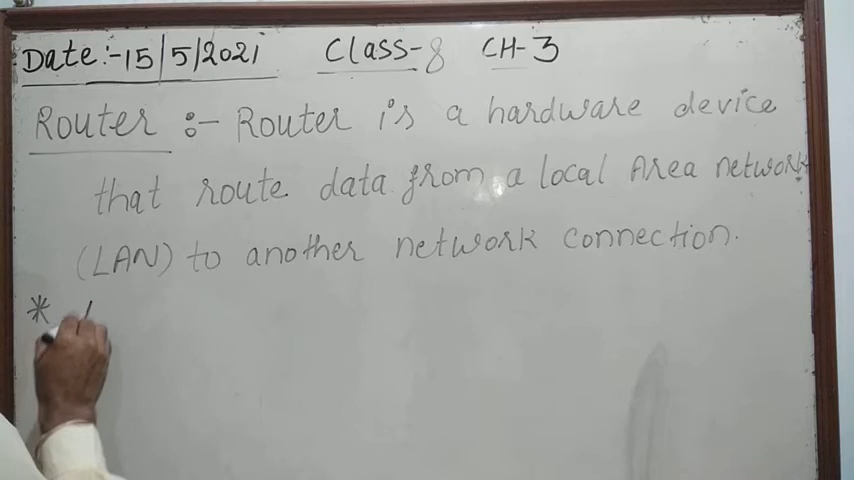 Date:-15/5/2021 Class-8 CH-3
Router :- Router is a hardware device
that route data from a local Area network
(LAN) to another network connection.
*